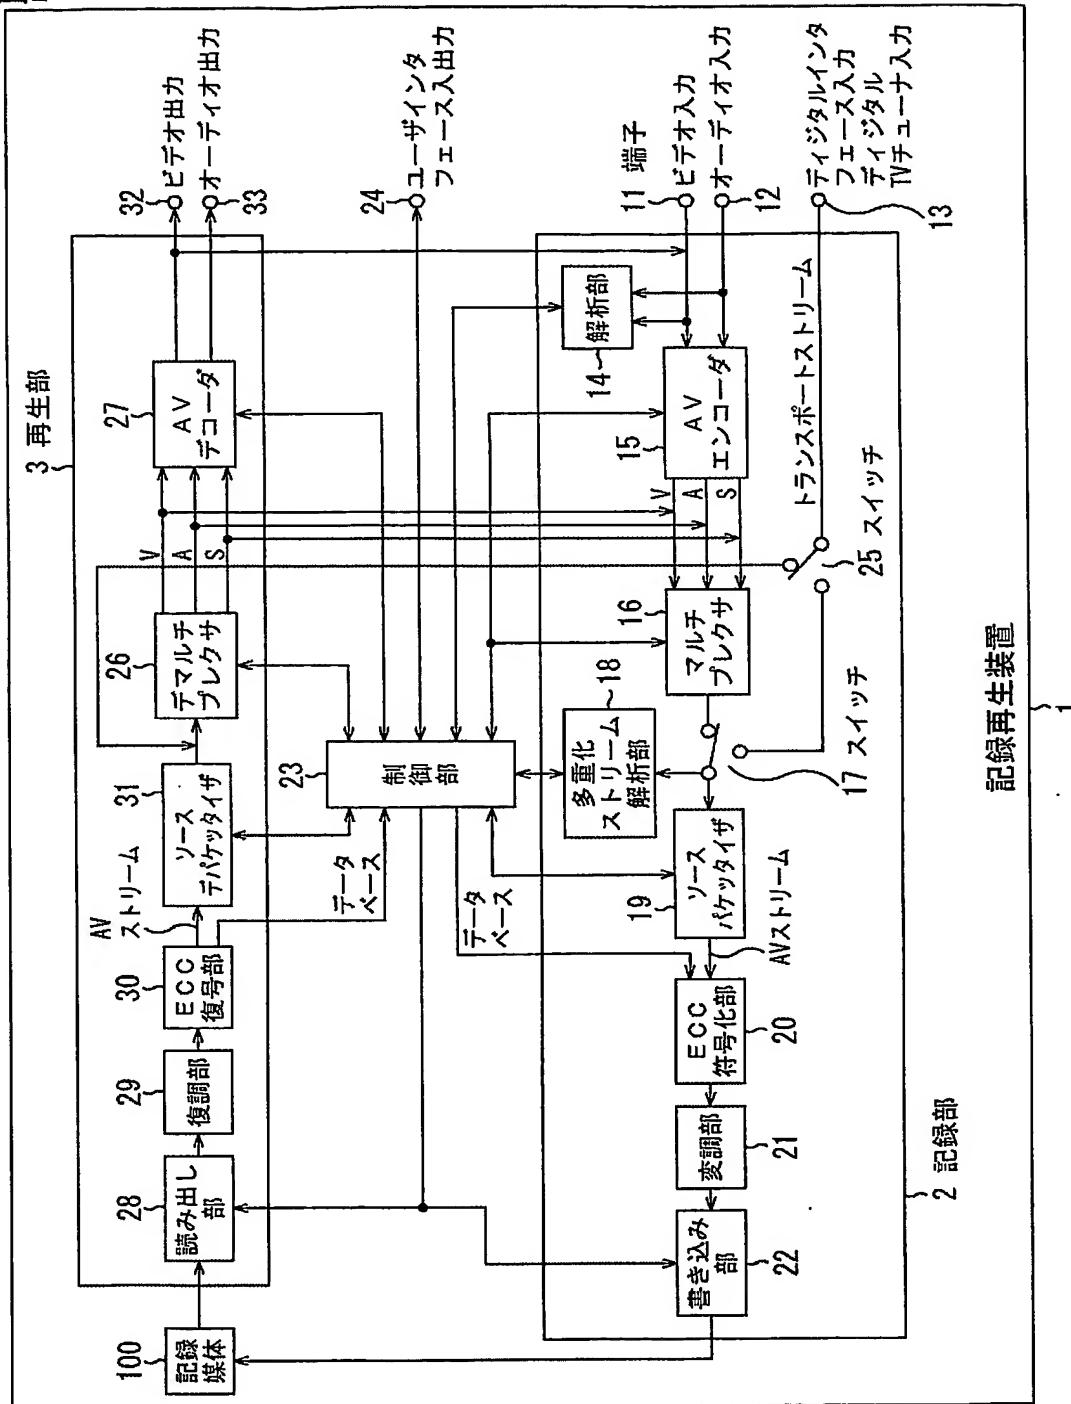 3 再生部
100
記録
媒体
28
読み出し
部
29
復調部
30
ECC
復号部
AV
ストリーム
31
ソース
デパケッタイザ
26
デマルチ
プレクサ
V
A
S
27
AV
デコーダ
32
ビデオ出力
オーディオ出力
33
データ
ベース
23
制御部
24
ユーザインタ
フェース入出力
データ
ベース
多重化
ストリーム
解析部
18
解析部
14
11 端子
ビデオ入力
オーディオ入力
12
22
書き込み
部
21
変調部
20
ECC
符号化部
AVストリーム
19
ソース
パケッタイザ
17 スイッチ
16
マルチ
プレクサ
V
A
S
15
AV
エンコーダ
25 スイッチ
トランスポートストリーム
13
ディジタルインタ
フェース入力
ディジタル
TVチューナ入力
2 記録部
記録再生装置
1